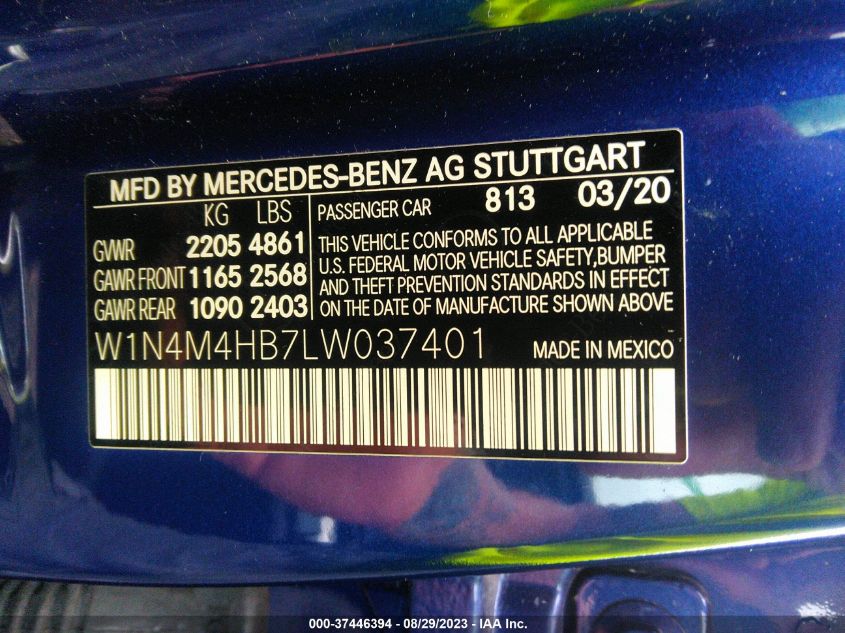 MFD BY MERCEDES-BENZ AG STUTTGART
KG LBS
GVWR 2205 4861
GAWR FRONT 1165 2568
GAWR REAR 1090 2403
PASSENGER CAR 813 03/20
THIS VEHICLE CONFORMS TO ALL APPLICABLE
U.S. FEDERAL MOTOR VEHICLE SAFETY,BUMPER
AND THEFT PREVENTION STANDARDS IN EFFECT
ON THE DATE OF MANUFACTURE SHOWN ABOVE
W1N4M4HB7LW037401 MADE IN MEXICO
000-37446394 - 08/29/2023 - IAA Inc.